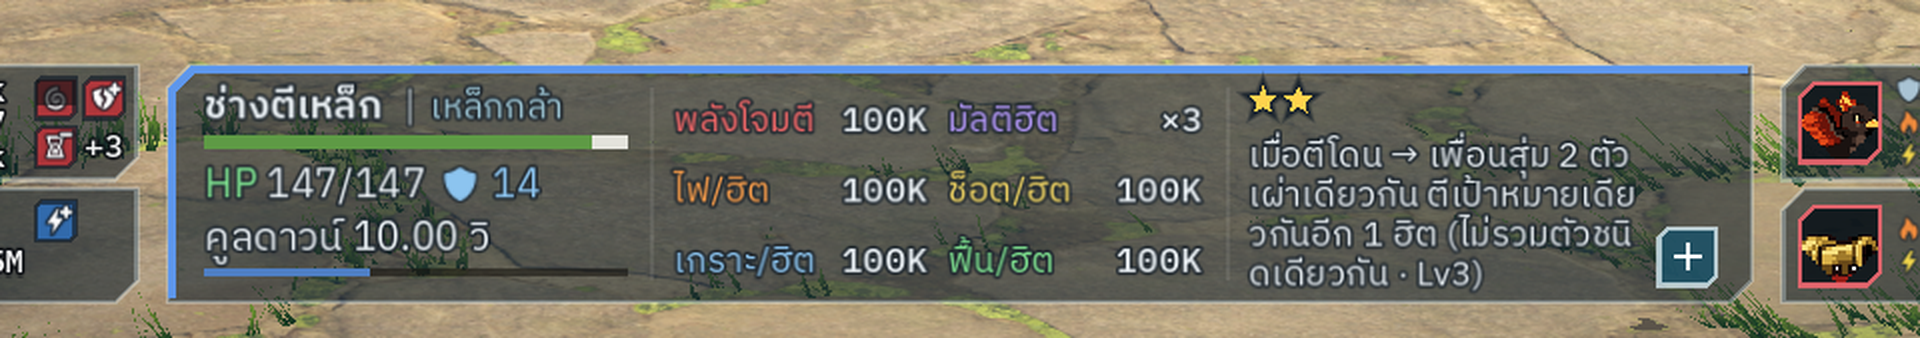 ช่างตีเหล็ก | เหล็กกล้า
HP 147/147 14
คูลดาวน์ 10.00 วิ
พลังโจมตี 100K มัลติฮิต ×3
ไฟ/ฮิต 100K ช็อต/ฮิต 100K
เกราะ/ฮิต 100K ฟื้น/ฮิต 100K
เมื่อตีโดน → เพื่อนสุ่ม 2 ตัว
เผ่าเดียวกัน ตีเป้าหมายเดีย
วกันอีก 1 ฮิต (ไม่รวมตัวชนิ
ดเดียวกัน · Lv3)
+3
5M